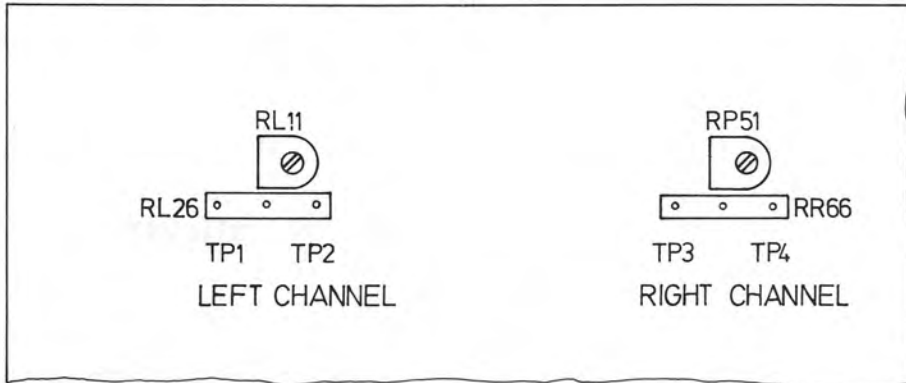 RL11
RP51
RL26
RR66
TP1
TP2
TP3
TP4
LEFT CHANNEL
RIGHT CHANNEL